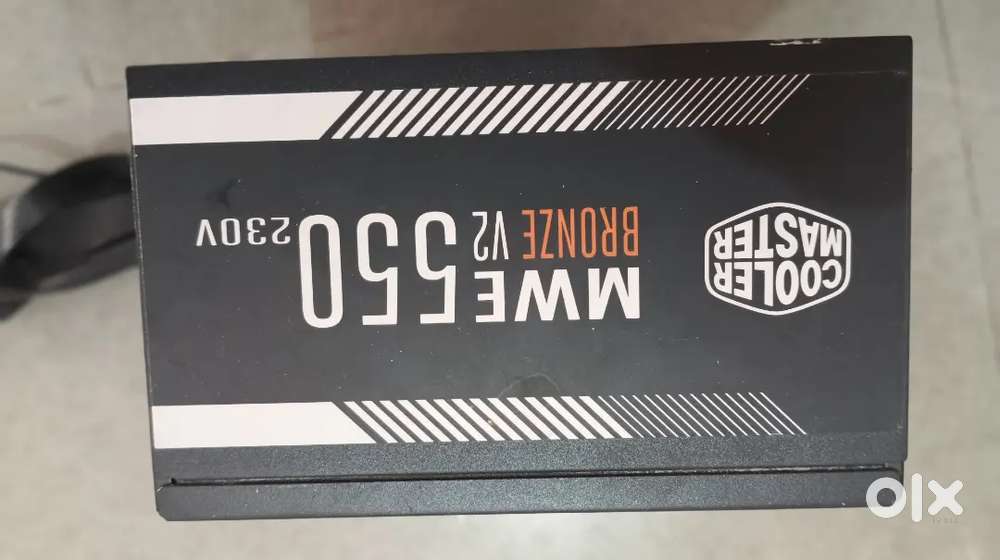 COOLER
MASTER
MWE 550 230V
BRONZE V2
olx